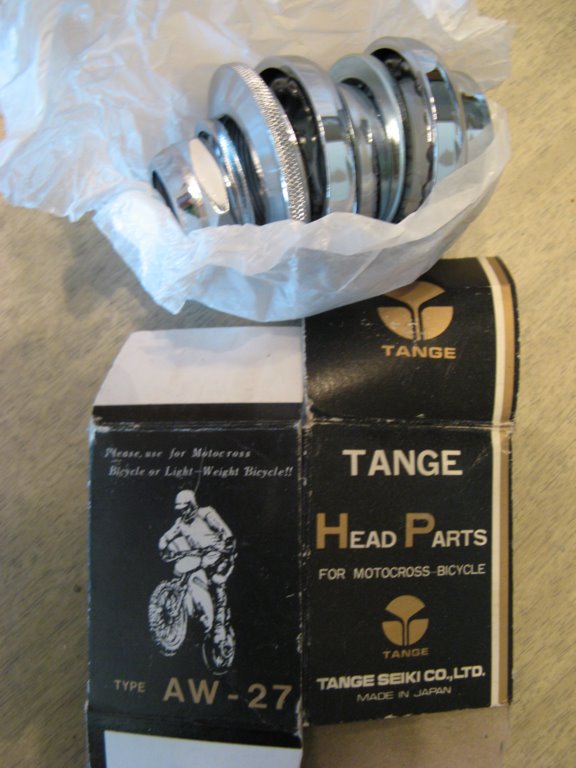 TANGE
Please, use for Motocross
Bicycle or Light-Weight Bicycle!!
TYPE AW-27
TANGE
HEAD PARTS
FOR MOTOCROSS-BICYCLE
TANGE
TANGE SEIKI CO., LTD.
MADE IN JAPAN